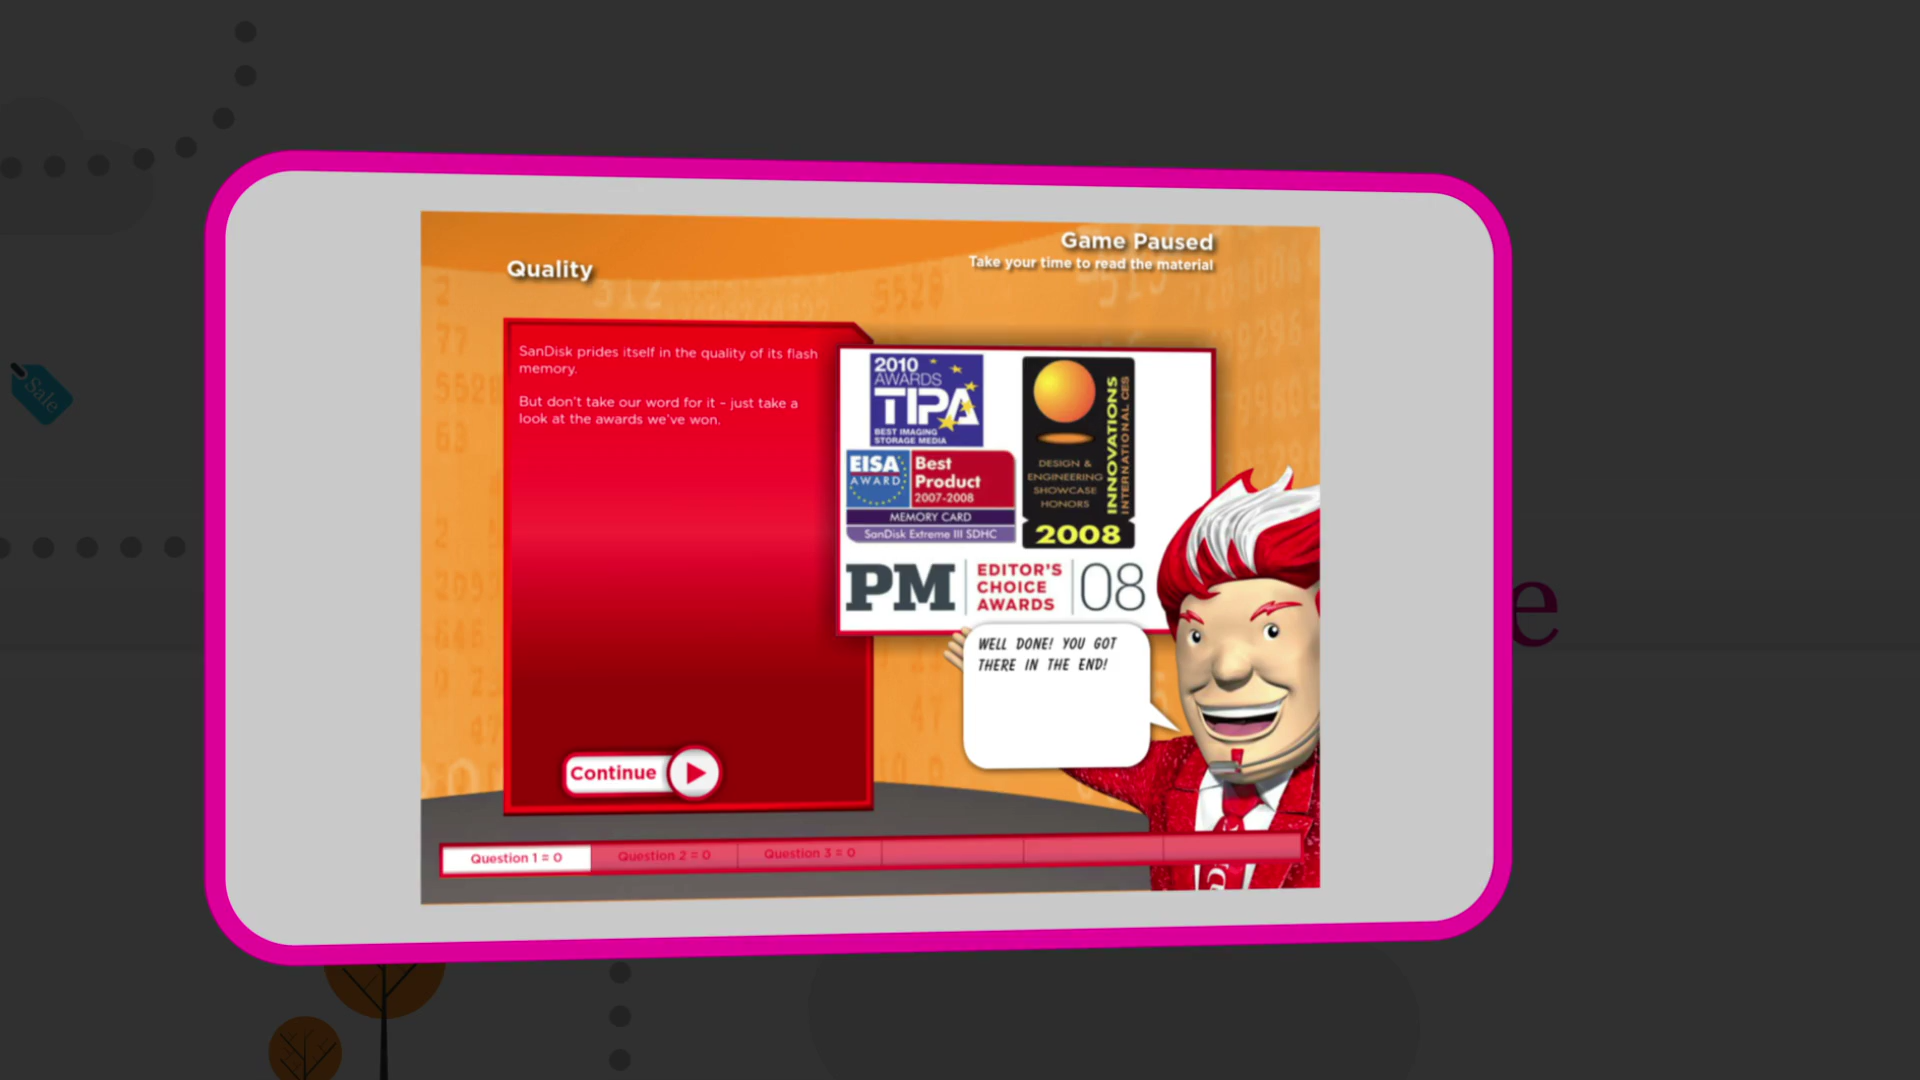 Game Paused
Take your time to read the material
Quality
SanDisk prides itself in the quality of its flash
memory.
But don't take our word for it – just take a
look at the awards we've won.
2010
AWARDS
TIPA
BEST IMAGING
STORAGE MEDIA
EISA
AWARD
Best
Product
2007-2008
MEMORY CARD
SanDisk Extreme III SDHC
DESIGN &
ENGINEERING
SHOWCASE
HONORS
INNOVATIONS
INTERNATIONAL CES
2008
PM
EDITOR'S
CHOICE
AWARDS
08
WELL DONE! YOU GOT
THERE IN THE END!
Continue
Question 1 = 0
Question 2 = 0
Question 3 = 0
Sale
e